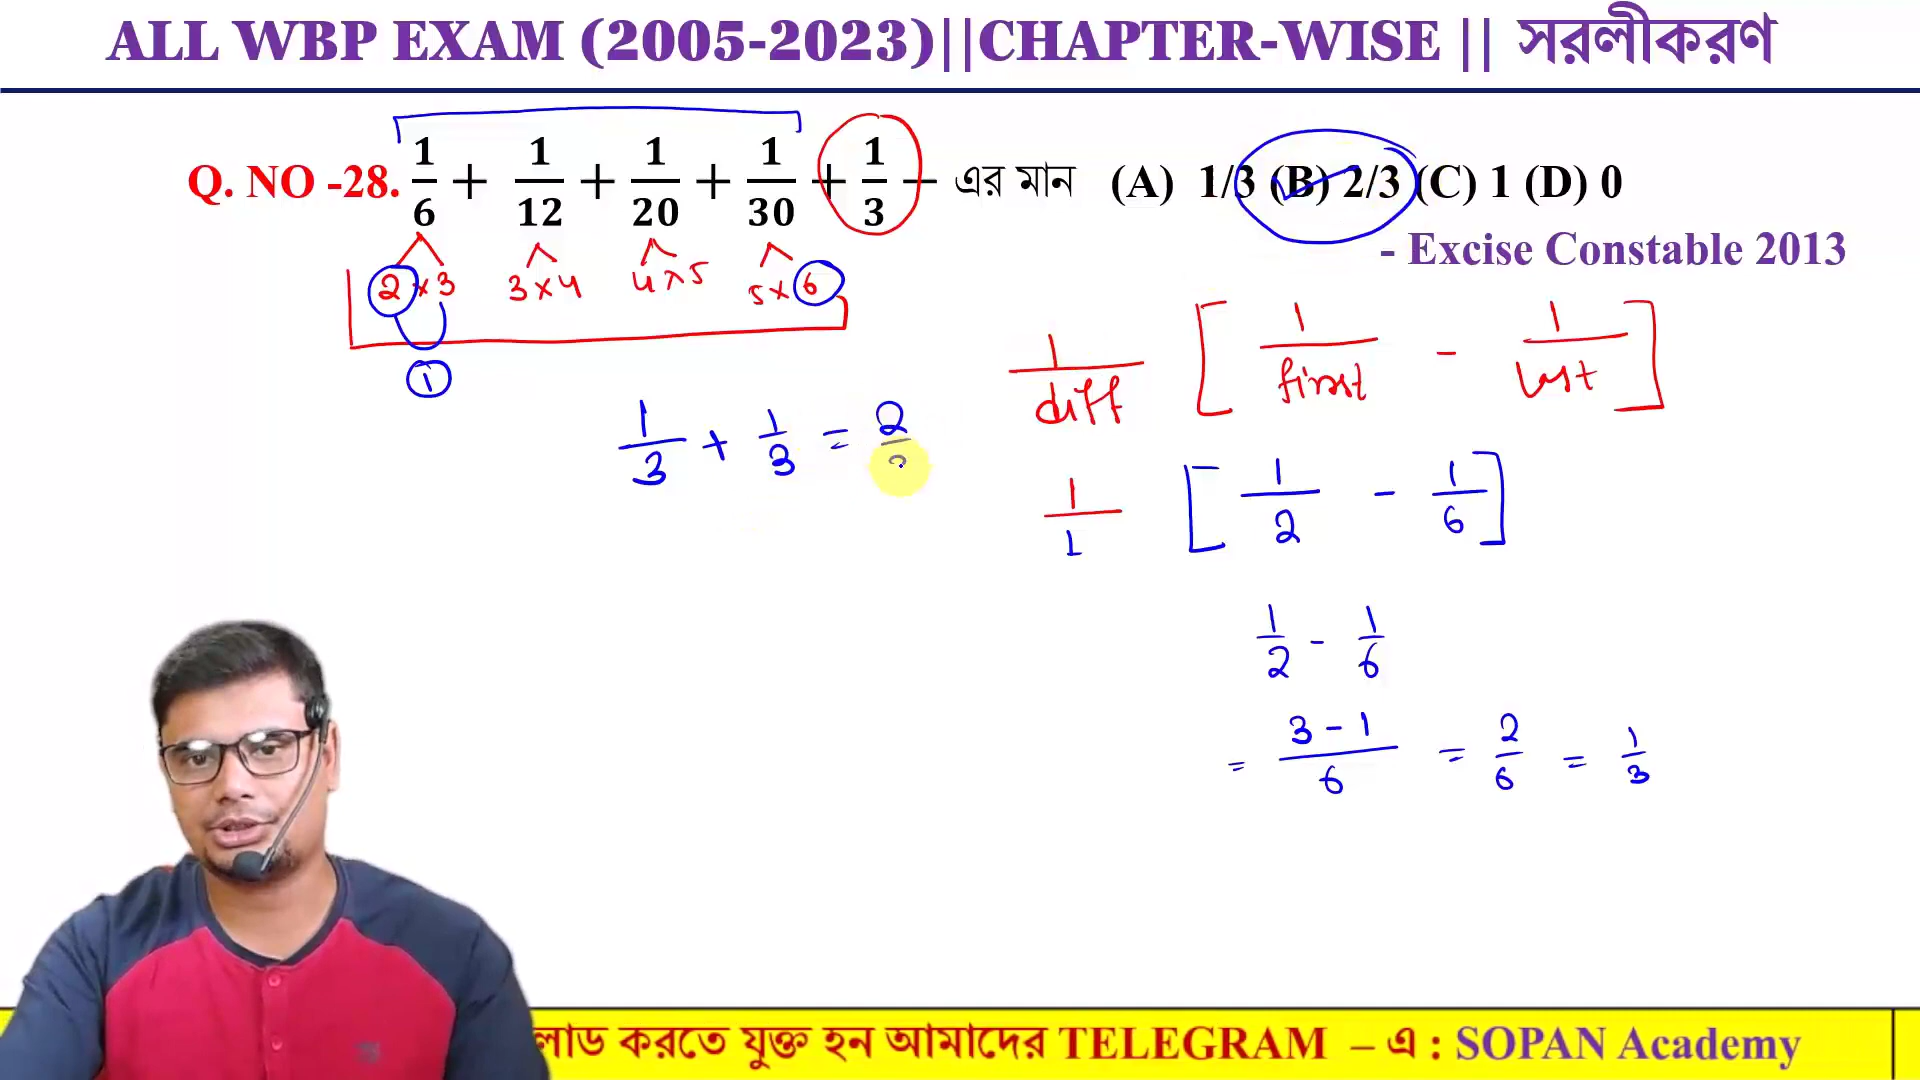 ALL WBP EXAM (2005-2023)||CHAPTER-WISE || সরলীকরণ
Q. NO -28. 1/6 + 1/12 + 1/20 + 1/30 + 1/3 − এর মান (A) 1/3 (B) 2/3 (C) 1 (D) 0
- Excise Constable 2013
2 × 3 3 × 4 4 × 5 5 × 6
1
1/diff [ 1/first - 1/last ]
1/3 + 1/3 = 2/
1/1 [ 1/2 - 1/6 ]
1/2 - 1/6
= 3 - 1/6 = 2/6 = 1/3
লোড করতে যুক্ত হন আমাদের TELEGRAM – এ : SOPAN Academy